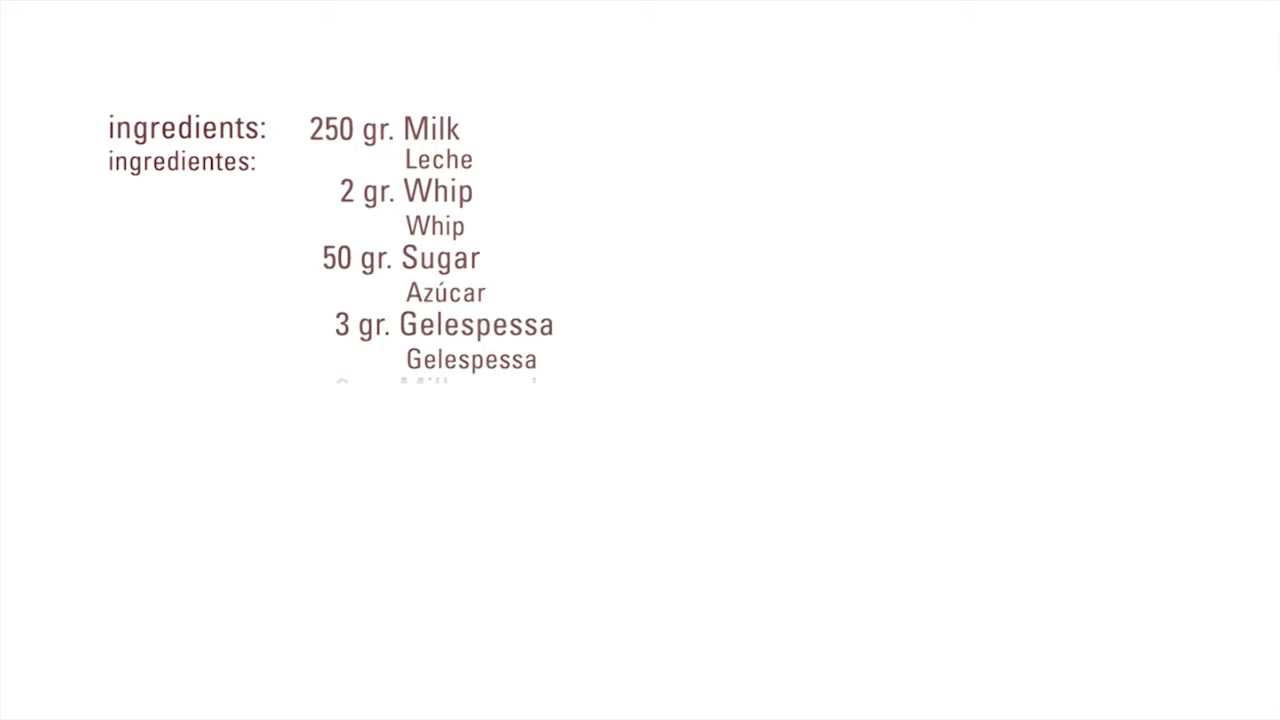 ingredients: 250 gr. Milk
ingredientes: Leche
2 gr. Whip
Whip
50 gr. Sugar
Azúcar
3 gr. Gelespessa
Gelespessa